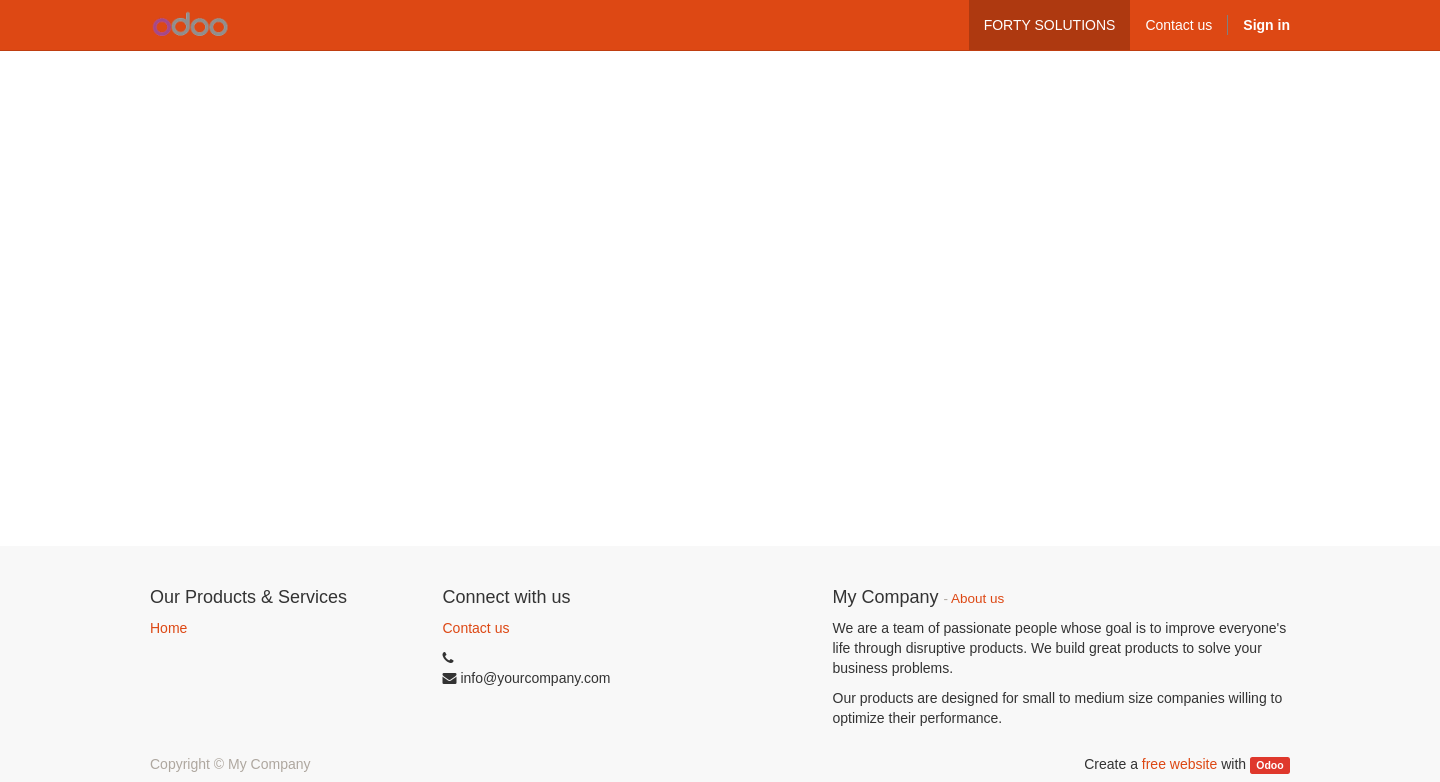 odoo
FORTY SOLUTIONS
Contact us
Sign in
Our Products & Services
Home
Connect with us
Contact us
info@yourcompany.com
My Company - About us
We are a team of passionate people whose goal is to improve everyone's
life through disruptive products. We build great products to solve your
business problems.
Our products are designed for small to medium size companies willing to
optimize their performance.
Copyright © My Company
Create a free website with Odoo